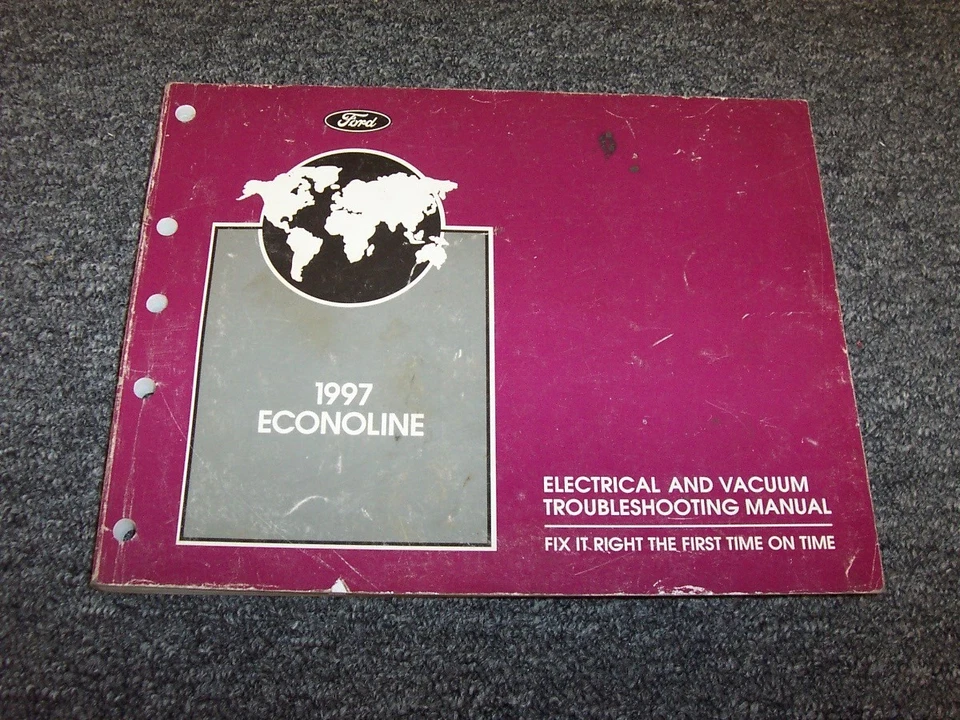 Ford
1997
ECONOLINE
ELECTRICAL AND VACUUM
TROUBLESHOOTING MANUAL
FIX IT RIGHT THE FIRST TIME ON TIME